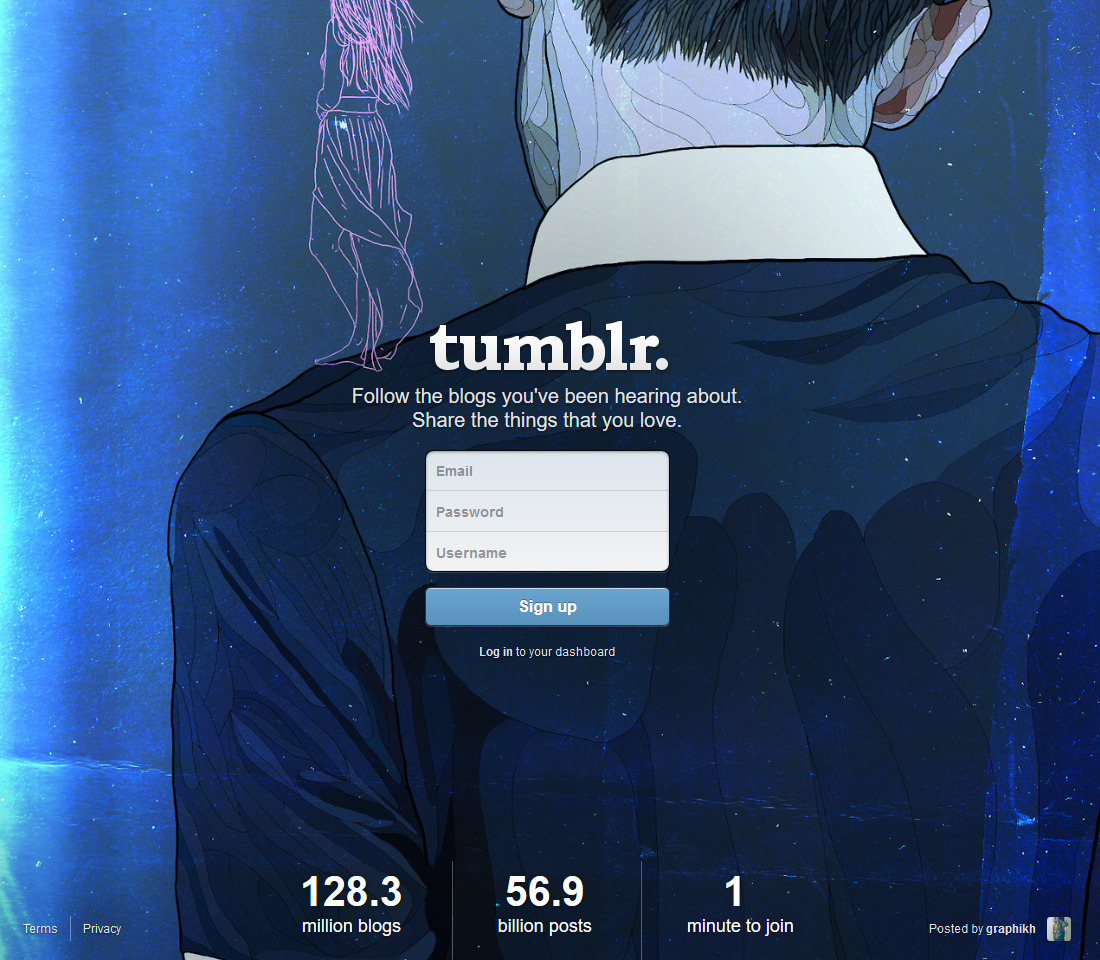 tumblr.
Follow the blogs you've been hearing about.
Share the things that you love.
Email
Password
Username
Sign up
Log in to your dashboard
128.3
million blogs
56.9
billion posts
1
minute to join
Terms
Privacy
Posted by graphikh